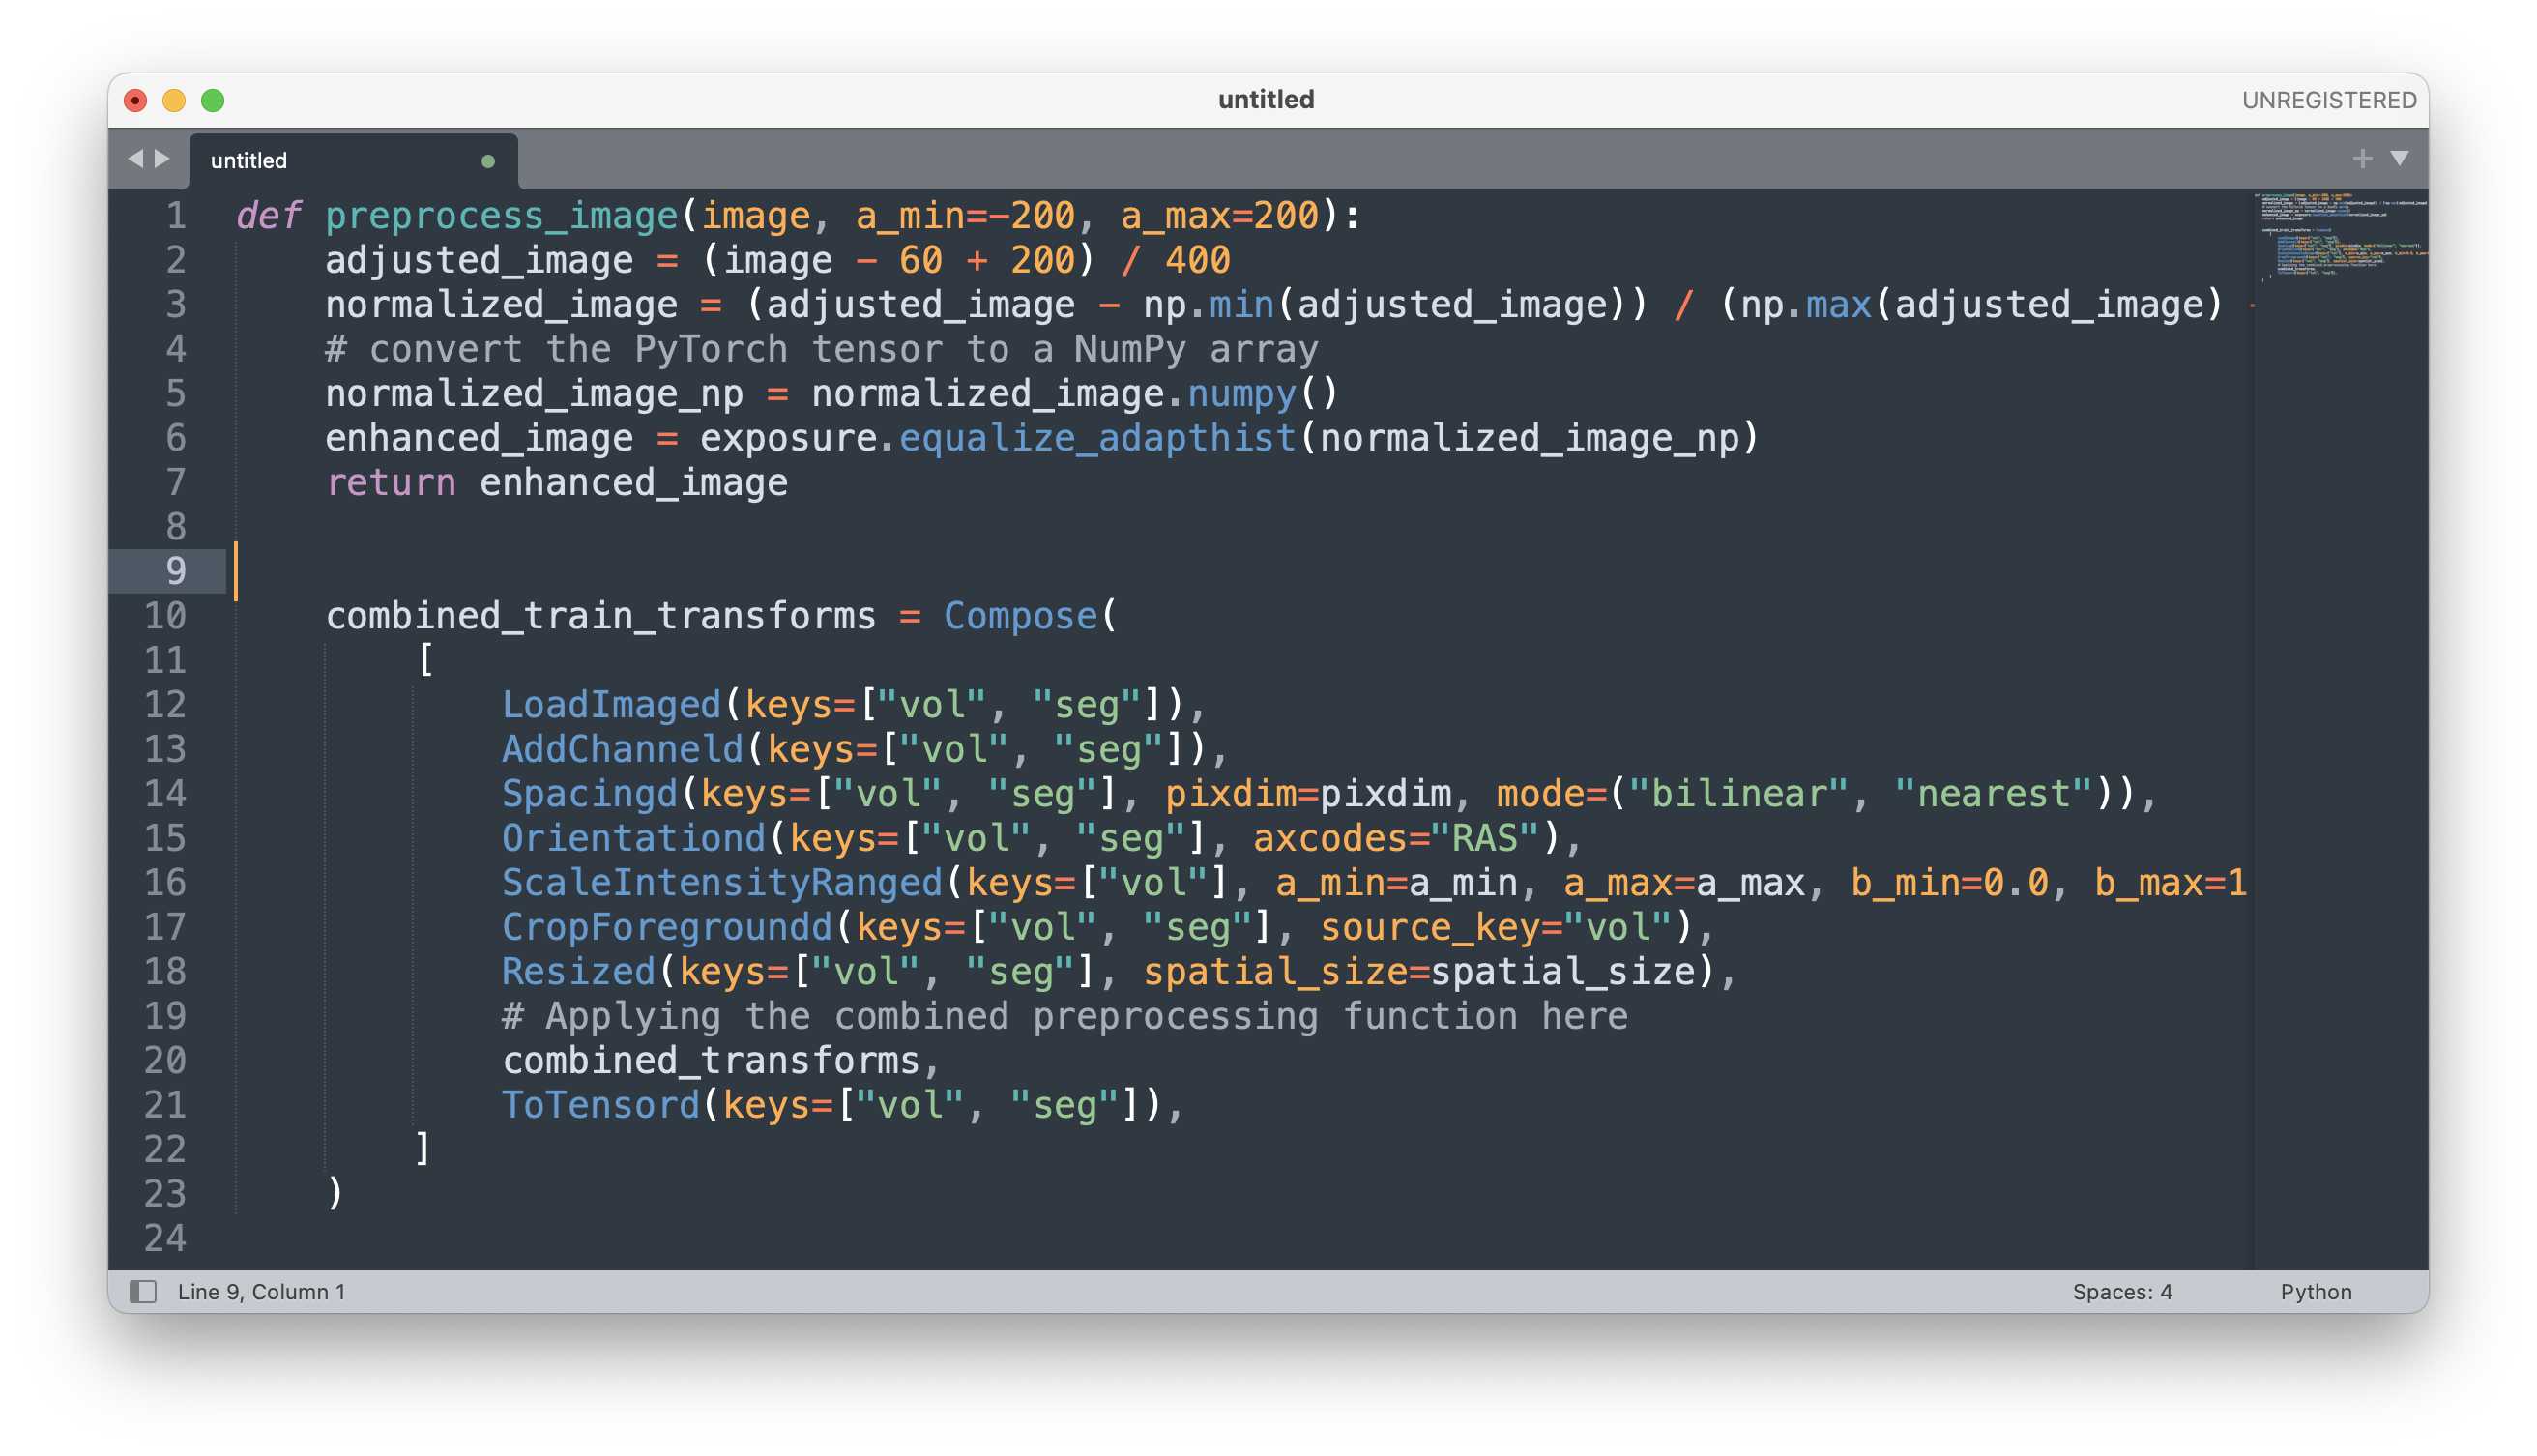 untitled
UNREGISTERED
untitled
1 def preprocess_image(image, a_min=-200, a_max=200):
2     adjusted_image = (image - 60 + 200) / 400
3     normalized_image = (adjusted_image - np.min(adjusted_image)) / (np.max(adjusted_image) -
4     # convert the PyTorch tensor to a NumPy array
5     normalized_image_np = normalized_image.numpy()
6     enhanced_image = exposure.equalize_adapthist(normalized_image_np)
7     return enhanced_image
8
9
10     combined_train_transforms = Compose(
11         [
12             LoadImaged(keys=["vol", "seg"]),
13             AddChanneld(keys=["vol", "seg"]),
14             Spacingd(keys=["vol", "seg"], pixdim=pixdim, mode=("bilinear", "nearest")),
15             Orientationd(keys=["vol", "seg"], axcodes="RAS"),
16             ScaleIntensityRanged(keys=["vol"], a_min=a_min, a_max=a_max, b_min=0.0, b_max=1
17             CropForegroundd(keys=["vol", "seg"], source_key="vol"),
18             Resized(keys=["vol", "seg"], spatial_size=spatial_size),
19             # Applying the combined preprocessing function here
20             combined_transforms,
21             ToTensord(keys=["vol", "seg"]),
22         ]
23     )
24
Line 9, Column 1
Spaces: 4
Python